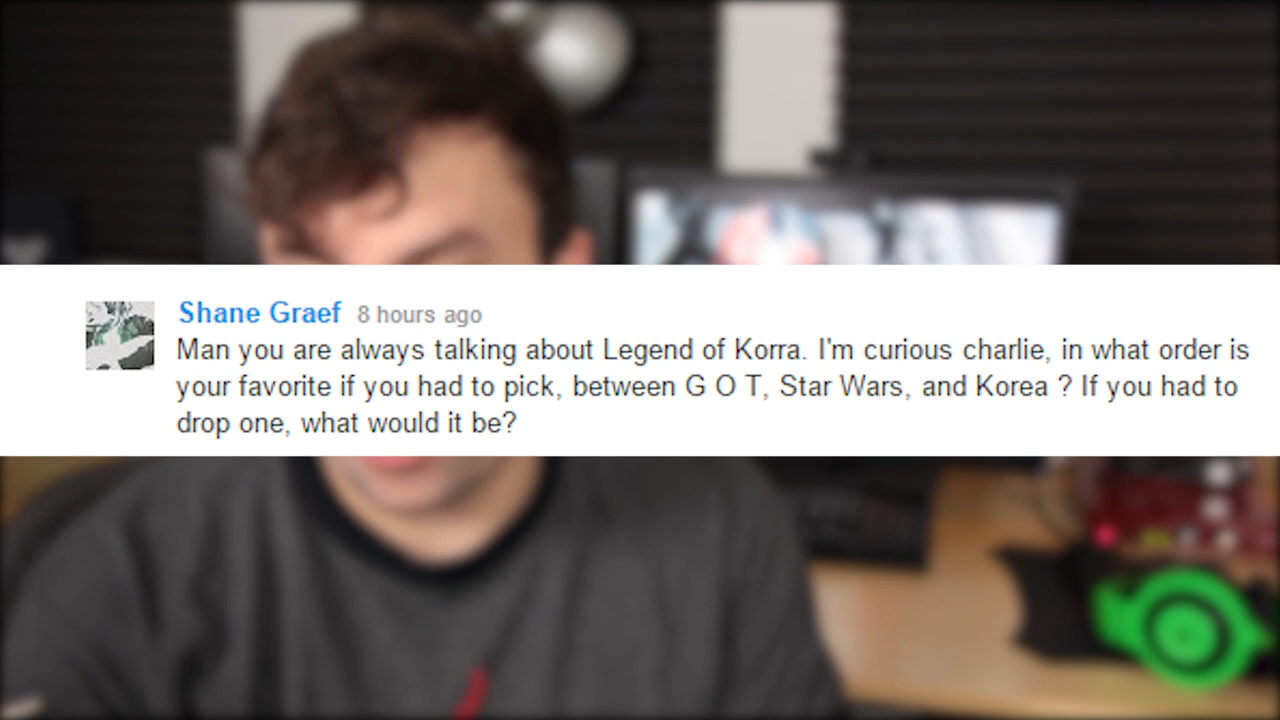 Shane Graef 8 hours ago
Man you are always talking about Legend of Korra. I'm curious charlie, in what order is
your favorite if you had to pick, between G O T, Star Wars, and Korea ? If you had to
drop one, what would it be?